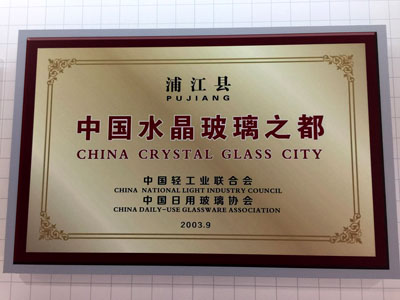 浦江县
PUJIANG
中国水晶玻璃之都
CHINA CRYSTAL GLASS CITY
中国轻工业联合会
CHINA NATIONAL LIGHT INDUSTRY COUNCIL
中国日用玻璃协会
CHINA DAILY-USE GLASSWARE ASSOCIATION
2003.9